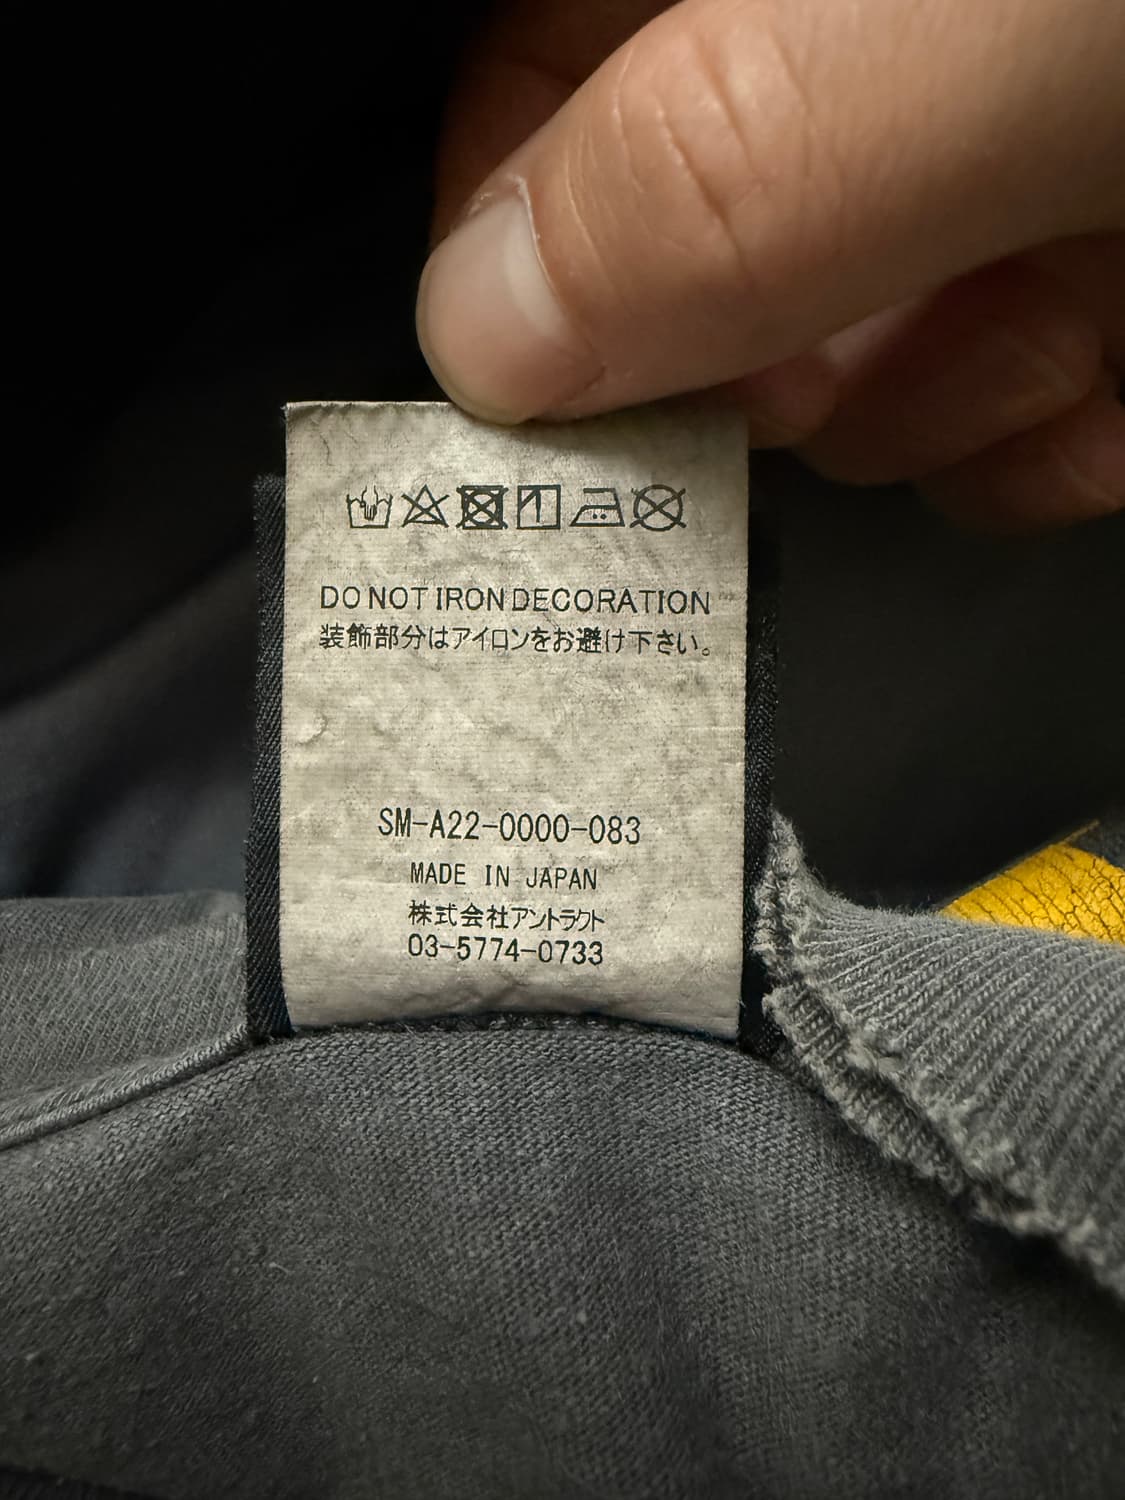 DO NOT IRON DECORATION
装飾部分はアイロンをお避け下さい。
SM-A22-0000-083
MADE IN JAPAN
株式会社アントラクト
03-5774-0733